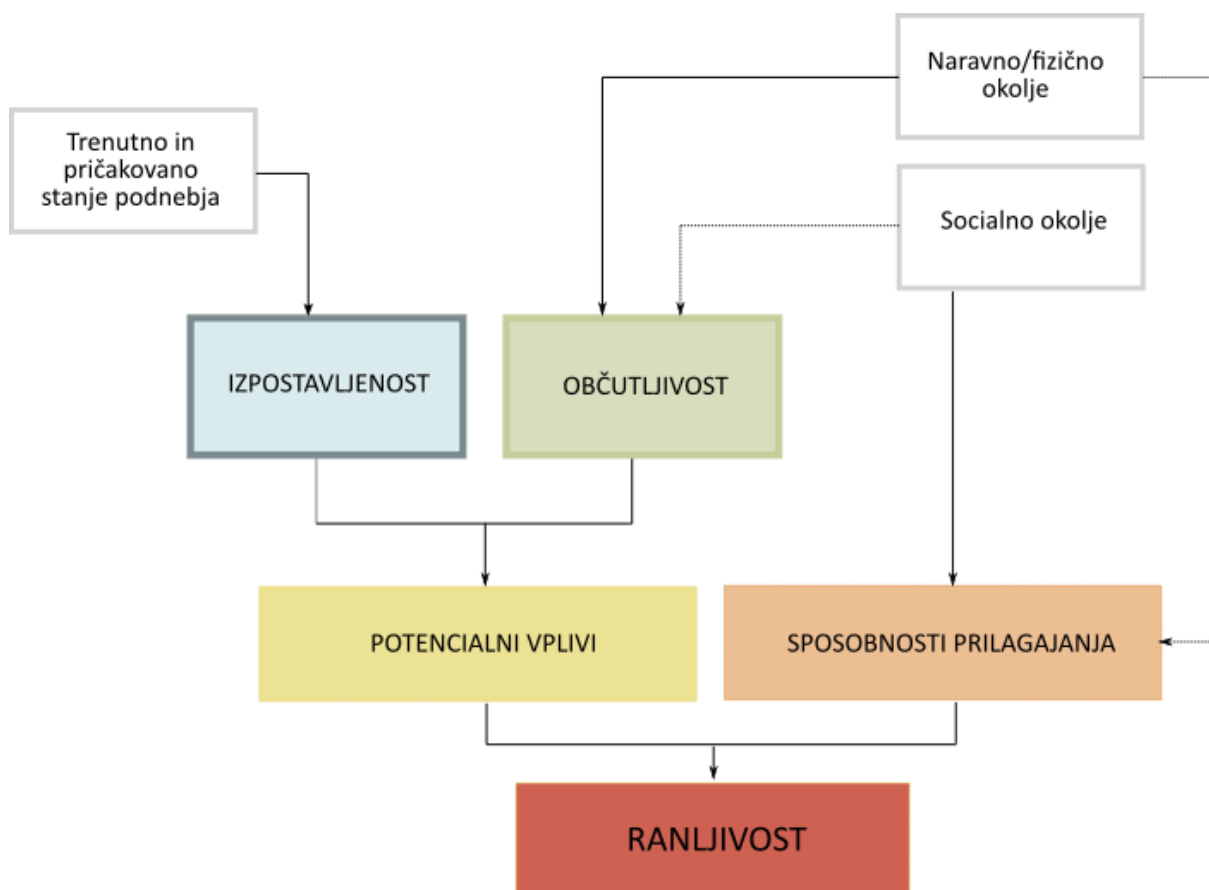 Naravno/fizično
okolje
Trenutno in
pričakovano
stanje podnebja
Socialno okolje
IZPOSTAVLJENOST
OBČUTLJIVOST
POTENCIALNI VPLIVI
SPOSOBNOSTI PRILAGAJANJA
RANLJIVOST